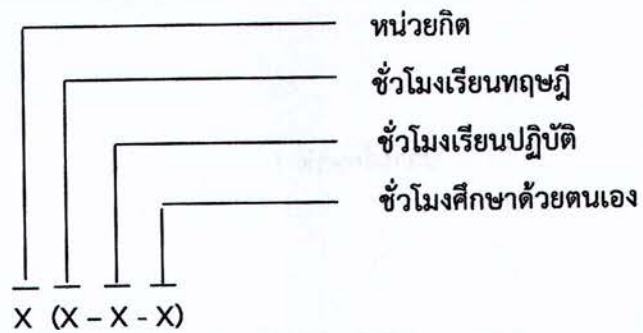 หน่วยกิต
ชั่วโมงเรียนทฤษฎี
ชั่วโมงเรียนปฏิบัติ
ชั่วโมงศึกษาด้วยตนเอง
X (X – X - X)